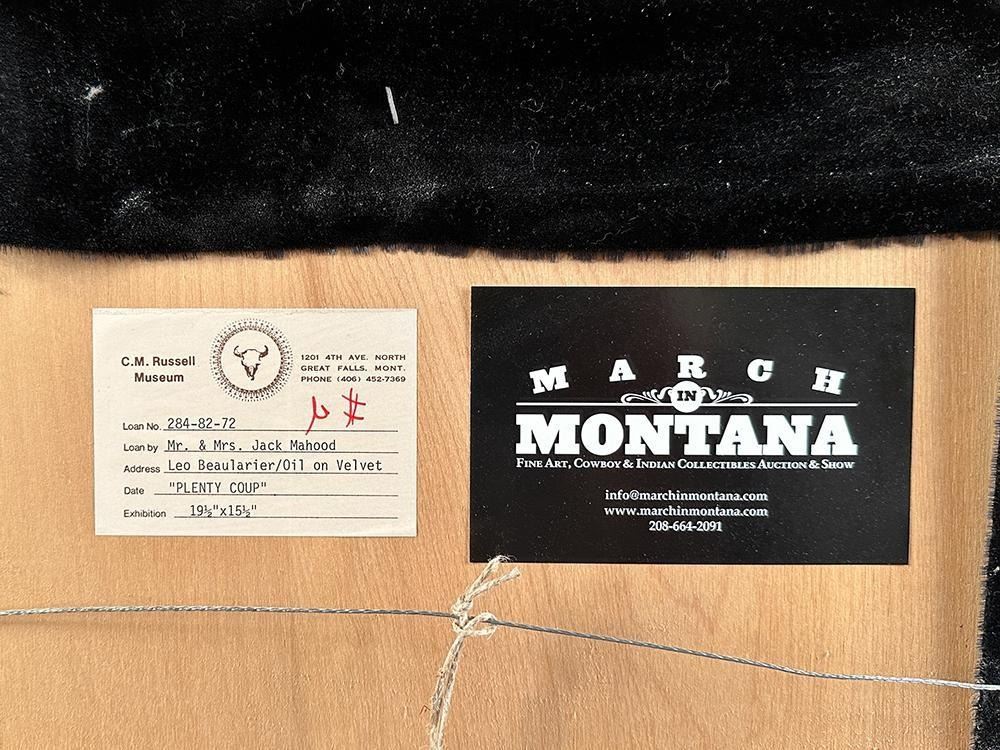 C.M. Russell
Museum
1201 4TH AVE. NORTH
GREAT FALLS, MONT.
PHONE (406) 452-7369
Loan No. 284-82-72
Loan by Mr. & Mrs. Jack Mahood
Address Leo Beaularier/Oil on Velvet
Date "PLENTY COUP"
Exhibition 19½"x15½"
MARCH
IN
MONTANA
FINE ART, COWBOY & INDIAN COLLECTIBLES AUCTION & SHOW
info@marchinmontana.com
www.marchinmontana.com
208-664-2091